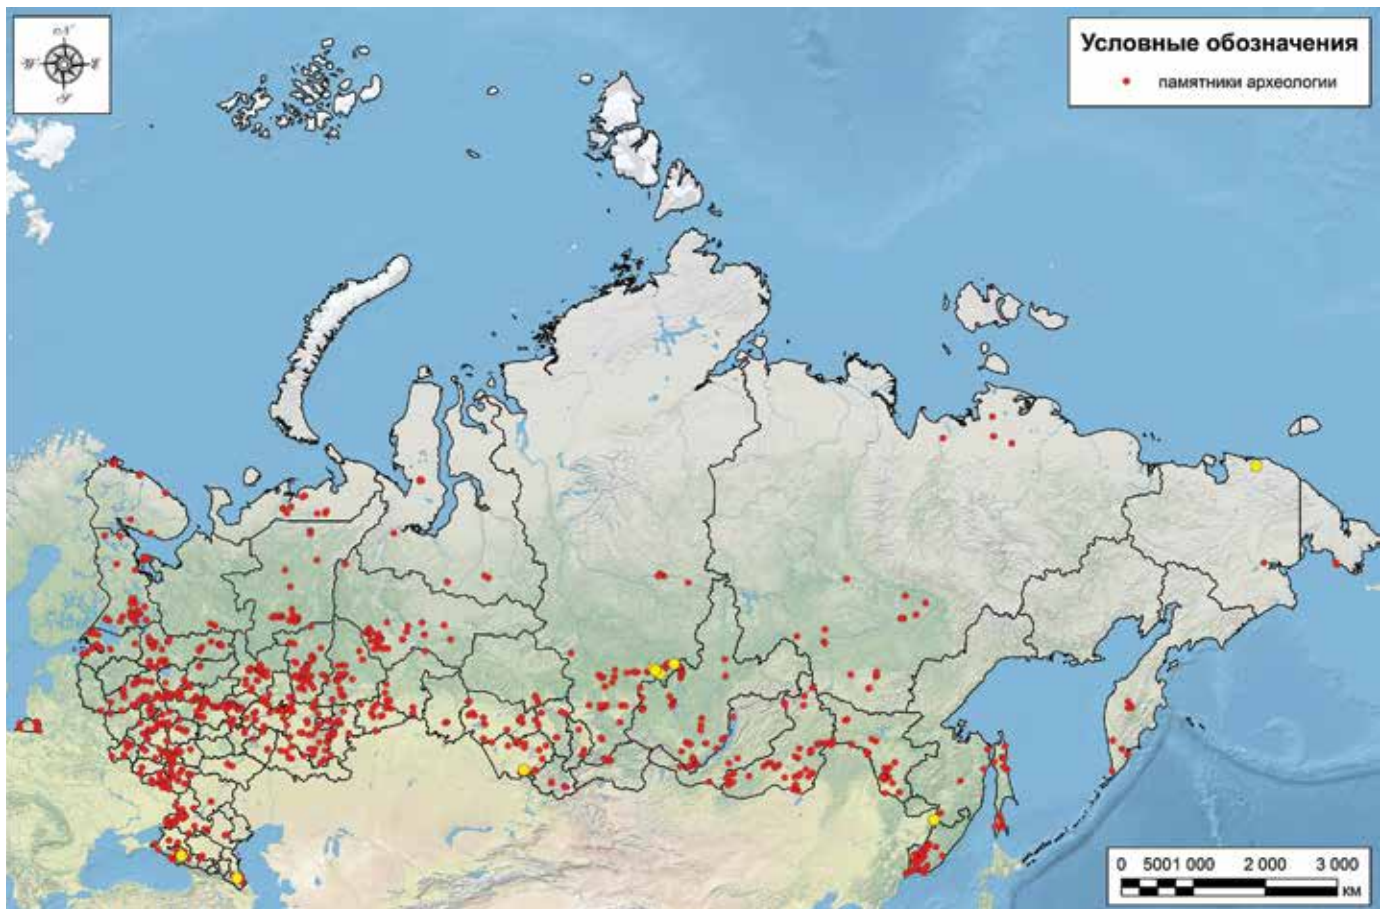 Условные обозначения
памятники археологии
0 5001 000 2 000 3 000
км